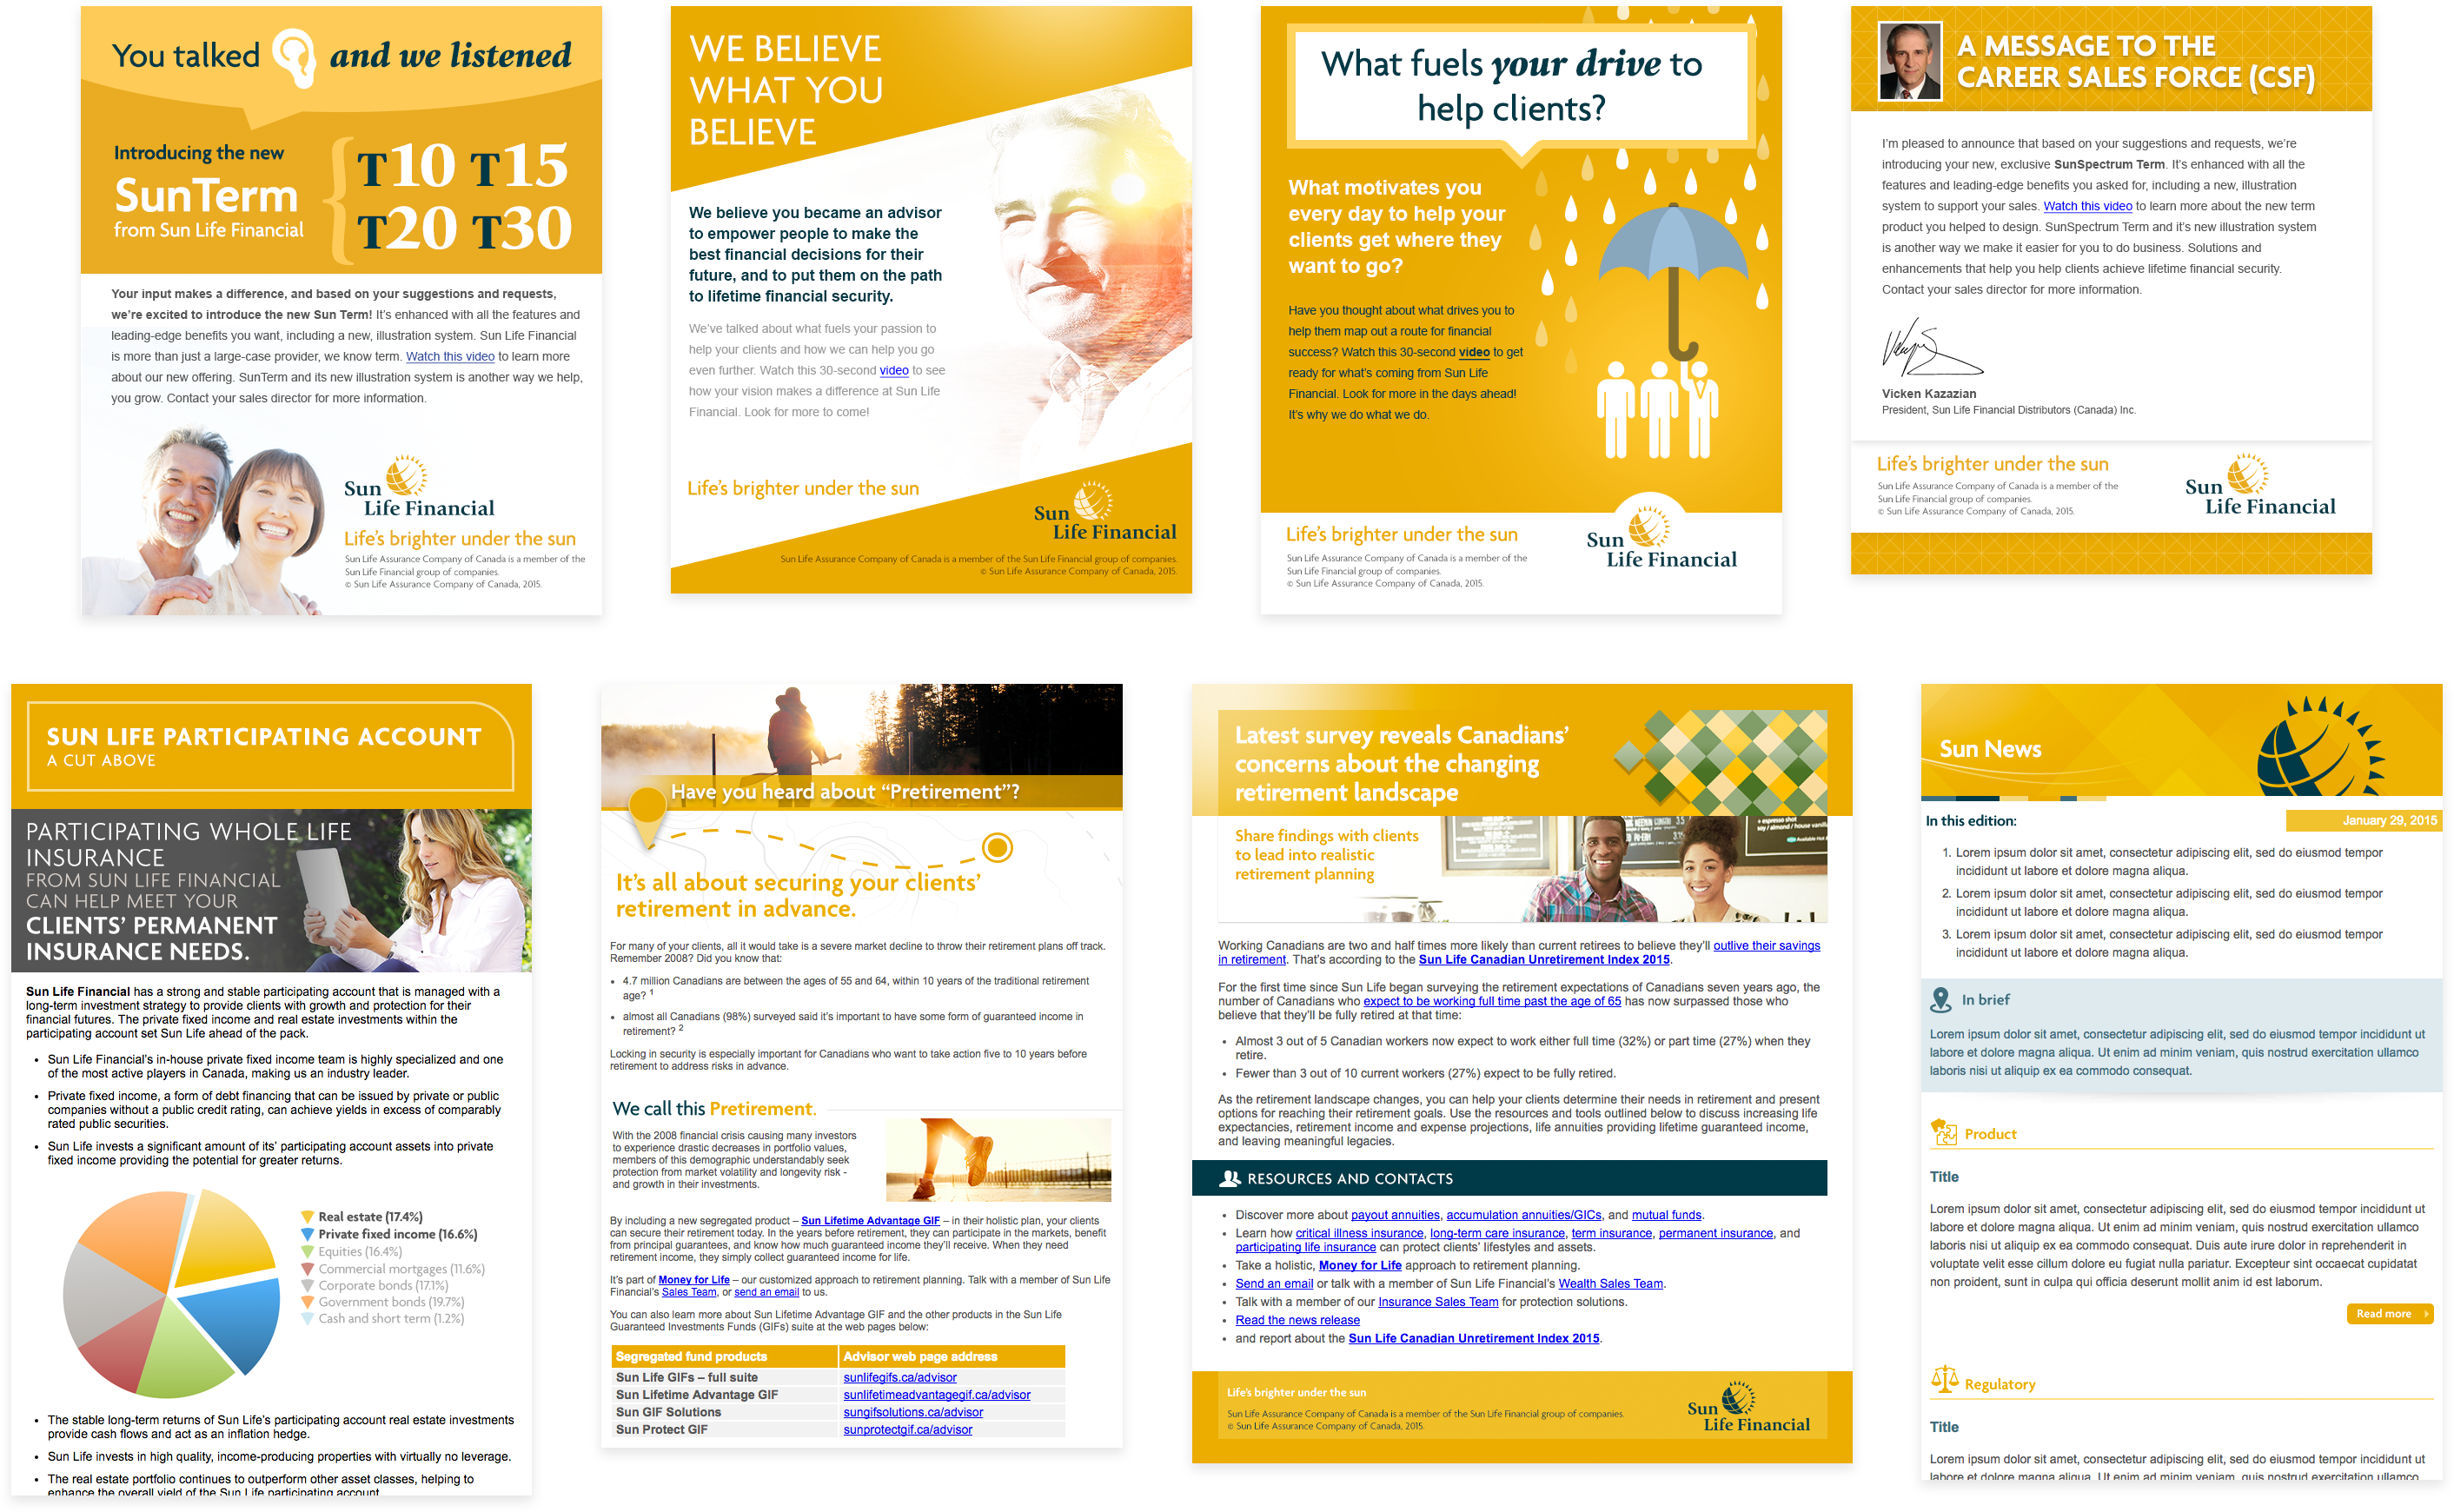 You talked and we listened
Introducing the new
SunTerm
from Sun Life Financial
T10 T15
T20 T30
Your input makes a difference, and based on your suggestions and requests,
we're excited to introduce the new Sun Term! It's enhanced with all the features and
leading-edge benefits you want, including a new, illustration system. Sun Life Financial
is more than just a large-case provider, we know term. Watch this video to learn more
about our new offering. SunTerm and its new illustration system is another way we help,
you grow. Contact your sales director for more information.
Sun
Life Financial
Life's brighter under the sun
Sun Life Assurance Company of Canada is a member of the
Sun Life Financial group of companies.
© Sun Life Assurance Company of Canada, 2015.
WE BELIEVE
WHAT YOU
BELIEVE
We believe you became an advisor
to empower people to make the
best financial decisions for their
future, and to put them on the path
to lifetime financial security.
We've talked about what fuels your passion to
help your clients and how we can help you go
even further. Watch this 30-second video to see
how your vision makes a difference at Sun Life
Financial. Look for more to come!
Life's brighter under the sun
Sun
Life Financial
Sun Life Assurance Company of Canada is a member of the Sun Life Financial group of companies.
© Sun Life Assurance Company of Canada, 2015.
What fuels your drive to
help clients?
What motivates you
every day to help your
clients get where they
want to go?
Have you thought about what drives you to
help them map out a route for financial
success? Watch this 30-second video to get
ready for what's coming from Sun Life
Financial. Look for more in the days ahead!
It's why we do what we do.
Life's brighter under the sun
Sun Life Assurance Company of Canada is a member of the
Sun Life Financial group of companies.
© Sun Life Assurance Company of Canada, 2015.
Sun
Life Financial
A MESSAGE TO THE
CAREER SALES FORCE (CSF)
I'm pleased to announce that based on your suggestions and requests, we're
introducing your new, exclusive SunSpectrum Term. It's enhanced with all the
features and leading-edge benefits you asked for, including a new, illustration
system to support your sales. Watch this video to learn more about the new term
product you helped to design. SunSpectrum Term and it's new illustration system
is another way we make it easier for you to do business. Solutions and
enhancements that help you help clients achieve lifetime financial security.
Contact your sales director for more information.
Vicken Kazazian
President, Sun Life Financial Distributors (Canada) Inc.
Life's brighter under the sun
Sun Life Assurance Company of Canada is a member of the
Sun Life Financial group of companies.
© Sun Life Assurance Company of Canada, 2015.
Sun
Life Financial
SUN LIFE PARTICIPATING ACCOUNT
A CUT ABOVE
PARTICIPATING WHOLE LIFE
INSURANCE
FROM SUN LIFE FINANCIAL
CAN HELP MEET YOUR
CLIENTS' PERMANENT
INSURANCE NEEDS.
Sun Life Financial has a strong and stable participating account that is managed with a
long-term investment strategy to provide clients with growth and protection for their
financial futures. The private fixed income and real estate investments within the
participating account set Sun Life ahead of the pack.
• Sun Life Financial's in-house private fixed income team is highly specialized and one
of the most active players in Canada, making us an industry leader.
• Private fixed income, a form of debt financing that can be issued by private or public
companies without a public credit rating, can achieve yields in excess of comparably
rated public securities.
• Sun Life invests a significant amount of its' participating account assets into private
fixed income providing the potential for greater returns.
Real estate (17.4%)
Private fixed income (16.6%)
Equities (16.4%)
Commercial mortgages (11.6%)
Corporate bonds (17.1%)
Government bonds (19.7%)
Cash and short term (1.2%)
• The stable long-term returns of Sun Life's participating account real estate investments
provide cash flows and act as an inflation hedge.
• Sun Life invests in high quality, income-producing properties with virtually no leverage.
• The real estate portfolio continues to outperform other asset classes, helping to
enhance the overall yield of the Sun Life participating account
Have you heard about "Pretirement"?
It's all about securing your clients'
retirement in advance.
For many of your clients, all it would take is a severe market decline to throw their retirement plans off track.
Remember 2008? Did you know that:
• 4.7 million Canadians are between the ages of 55 and 64, within 10 years of the traditional retirement
age? 1
• almost all Canadians (98%) surveyed said it's important to have some form of guaranteed income in
retirement? 2
Locking in security is especially important for Canadians who want to take action five to 10 years before
retirement to address risks in advance.
We call this Pretirement.
With the 2008 financial crisis causing many investors
to experience drastic decreases in portfolio values,
members of this demographic understandably seek
protection from market volatility and longevity risk -
and growth in their investments.
By including a new segregated product – Sun Lifetime Advantage GIF – in their holistic plan, your clients
can secure their retirement today. In the years before retirement, they can participate in the markets, benefit
from principal guarantees, and know how much guaranteed income they'll receive. When they need
retirement income, they simply collect guaranteed income for life.
It's part of Money for Life – our customized approach to retirement planning. Talk with a member of Sun Life
Financial's Sales Team, or send an email to us.
You can also learn more about Sun Lifetime Advantage GIF and the other products in the Sun Life
Guaranteed Investments Funds (GIFs) suite at the web pages below:
Segregated fund products Advisor web page address
Sun Life GIFs – full suite sunlifegifs.ca/advisor
Sun Lifetime Advantage GIF sunlifetimeadvantagegif.ca/advisor
Sun GIF Solutions sungifsolutions.ca/advisor
Sun Protect GIF sunprotectgif.ca/advisor
Latest survey reveals Canadians'
concerns about the changing
retirement landscape
Share findings with clients
to lead into realistic
retirement planning
Working Canadians are two and half times more likely than current retirees to believe they'll outlive their savings
in retirement. That's according to the Sun Life Canadian Unretirement Index 2015.
For the first time since Sun Life began surveying the retirement expectations of Canadians seven years ago, the
number of Canadians who expect to be working full time past the age of 65 has now surpassed those who
believe that they'll be fully retired at that time:
• Almost 3 out of 5 Canadian workers now expect to work either full time (32%) or part time (27%) when they
retire.
• Fewer than 3 out of 10 current workers (27%) expect to be fully retired.
As the retirement landscape changes, you can help your clients determine their needs in retirement and present
options for reaching their retirement goals. Use the resources and tools outlined below to discuss increasing life
expectancies, retirement income and expense projections, life annuities providing lifetime guaranteed income,
and leaving meaningful legacies.
RESOURCES AND CONTACTS
• Discover more about payout annuities, accumulation annuities/GICs, and mutual funds.
• Learn how critical illness insurance, long-term care insurance, term insurance, permanent insurance, and
participating life insurance can protect clients' lifestyles and assets.
• Take a holistic, Money for Life approach to retirement planning.
• Send an email or talk with a member of Sun Life Financial's Wealth Sales Team.
• Talk with a member of our Insurance Sales Team for protection solutions.
• Read the news release
• and report about the Sun Life Canadian Unretirement Index 2015.
Life's brighter under the sun
Sun Life Assurance Company of Canada is a member of the Sun Life Financial group of companies.
© Sun Life Assurance Company of Canada, 2015.
Sun
Life Financial
Sun News
In this edition:
January 29, 2015
1. Lorem ipsum dolor sit amet, consectetur adipiscing elit, sed do eiusmod tempor
incididunt ut labore et dolore magna aliqua.
2. Lorem ipsum dolor sit amet, consectetur adipiscing elit, sed do eiusmod tempor
incididunt ut labore et dolore magna aliqua.
3. Lorem ipsum dolor sit amet, consectetur adipiscing elit, sed do eiusmod tempor
incididunt ut labore et dolore magna aliqua.
In brief
Lorem ipsum dolor sit amet, consectetur adipiscing elit, sed do eiusmod tempor incididunt ut
labore et dolore magna aliqua. Ut enim ad minim veniam, quis nostrud exercitation ullamco
laboris nisi ut aliquip ex ea commodo consequat.
Product
Title
Lorem ipsum dolor sit amet, consectetur adipiscing elit, sed do eiusmod tempor incididunt ut
labore et dolore magna aliqua. Ut enim ad minim veniam, quis nostrud exercitation ullamco
laboris nisi ut aliquip ex ea commodo consequat. Duis aute irure dolor in reprehenderit in
voluptate velit esse cillum dolore eu fugiat nulla pariatur. Excepteur sint occaecat cupidatat
non proident, sunt in culpa qui officia deserunt mollit anim id est laborum.
Read more
Regulatory
Title
Lorem ipsum dolor sit amet, consectetur adipiscing elit, sed do eiusmod tempor incididunt ut
labore et dolore magna aliqua. Ut enim ad minim veniam, quis nostrud exercitation ullamco